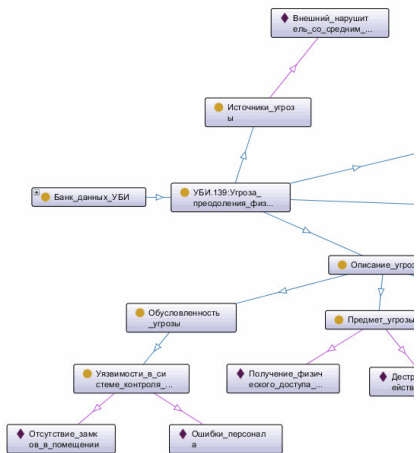 Внешний_нарушит
ель_со_средним_...
Источники_угроз
ы
Банк_данных_УБИ
УБИ.139:Угроза_
преодоления_физ...
Описание_угроз
Обусловленность
_угрозы
Предмет_угрозы
Уязвимости_в_си
стеме_контроля_...
Получение_физич
еского_доступа_...
Дестр
ейств
Отсутствие_замк
ов_в_помещении
Ошибки_персонал
а